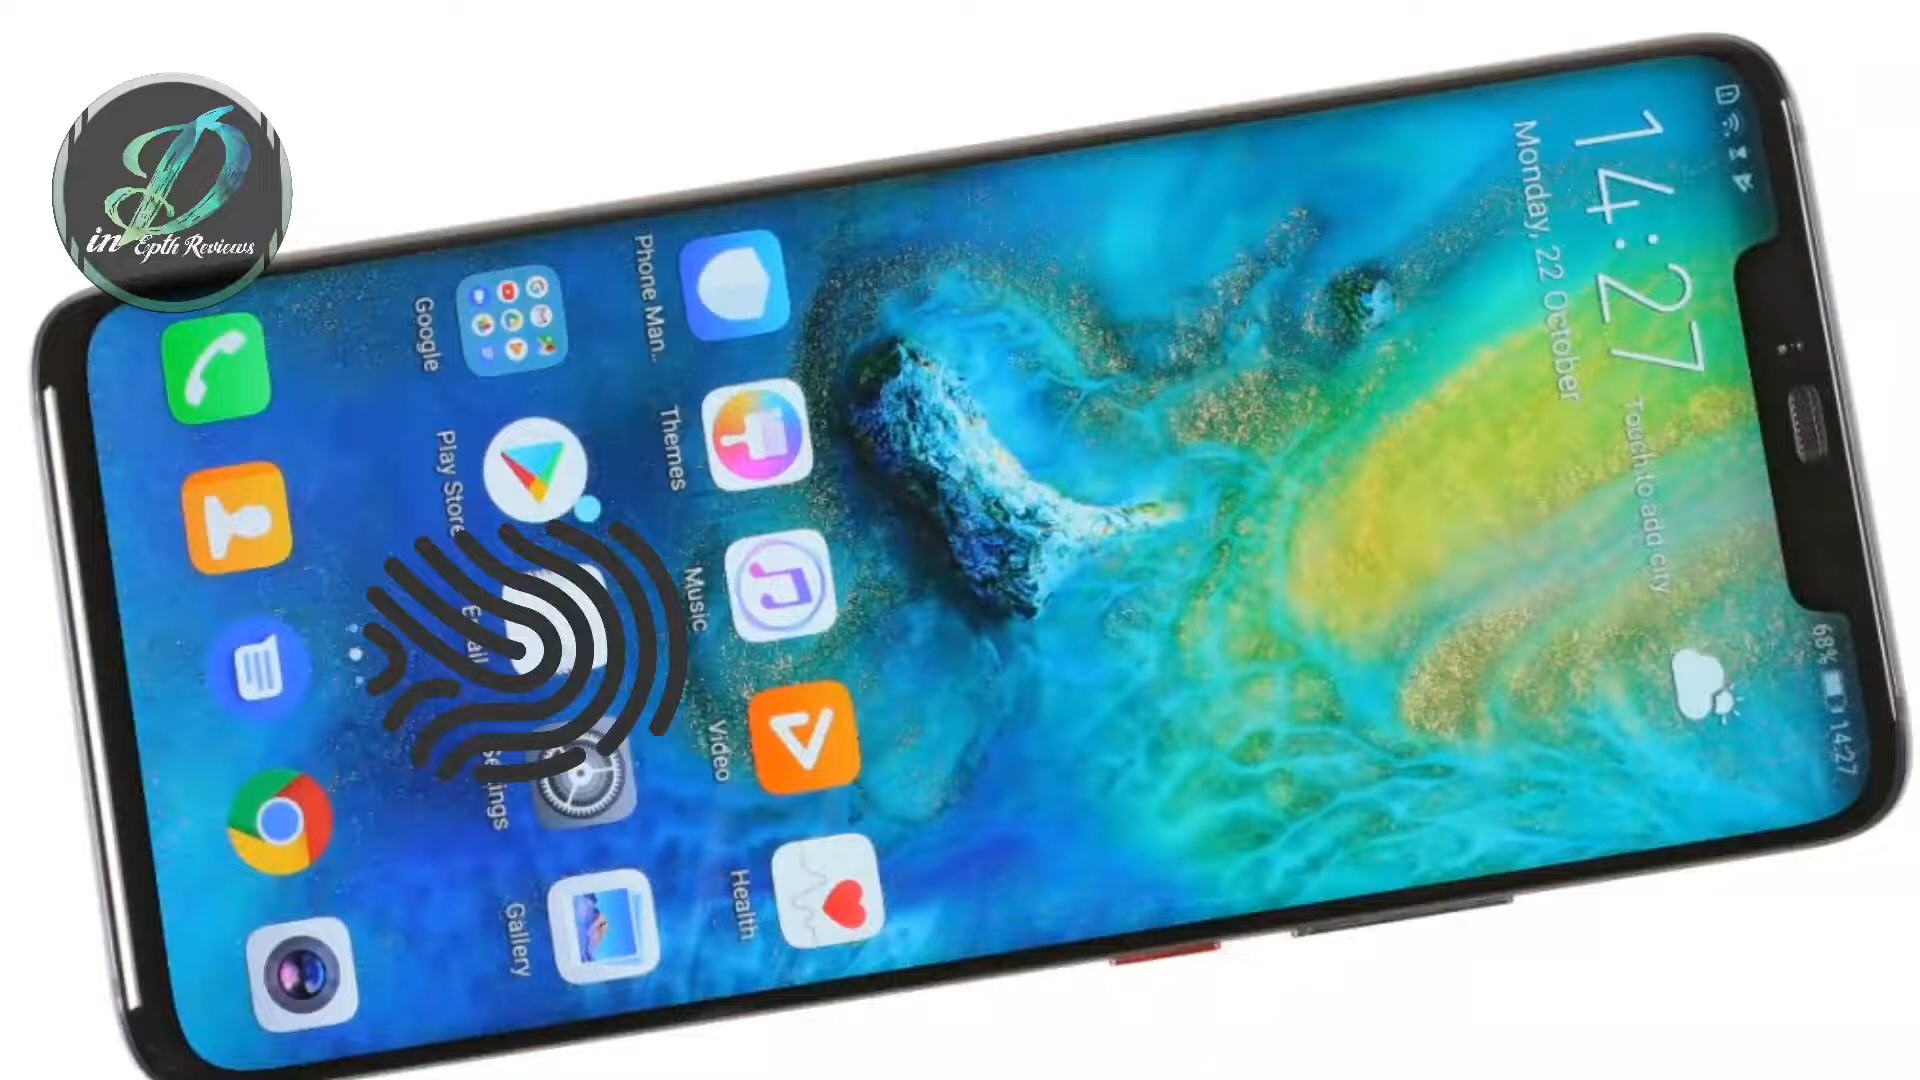 in Epth Reviews
68% 14:27
14:27
Monday, 22 October
Touch to add city
Phone Man...
Themes
Music
Video
Health
Google
Play Store
Gallery